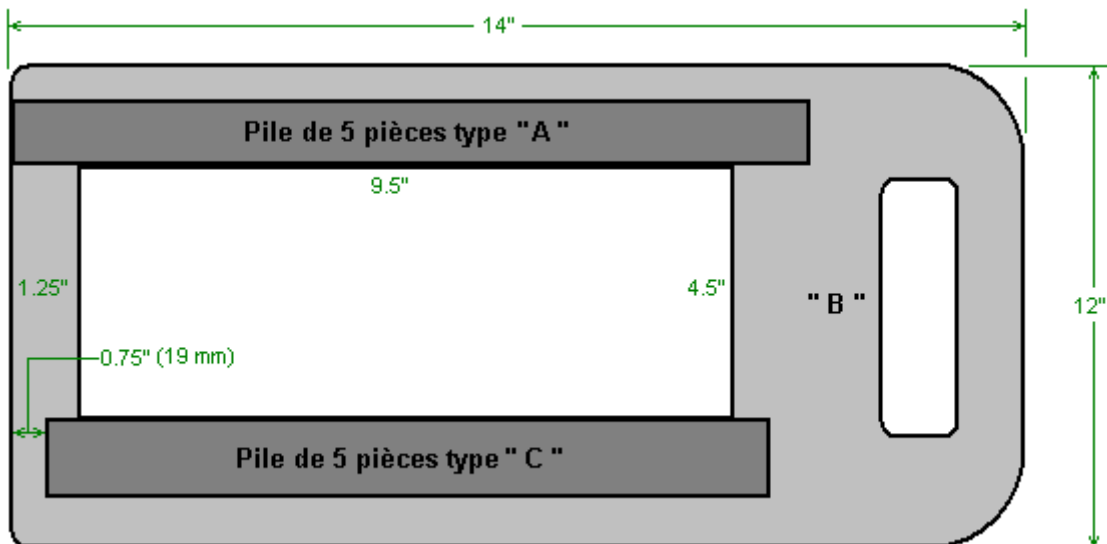 14"
Pile de 5 pièces type "A "
9.5"
1.25"
4.5"
" B "
12"
0.75" (19 mm)
Pile de 5 pièces type " C "